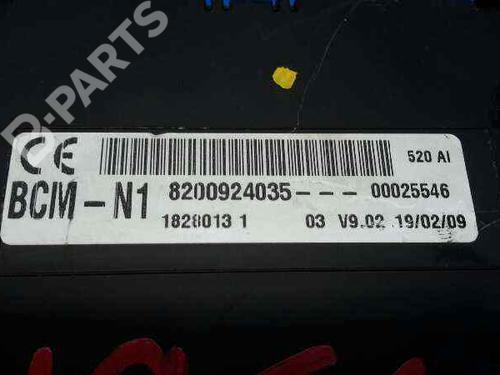 B-PARTS
CE
520 AI
BCM-N1 8200924035--- 00025546
1828013 1 03 V9.02 19/02/09